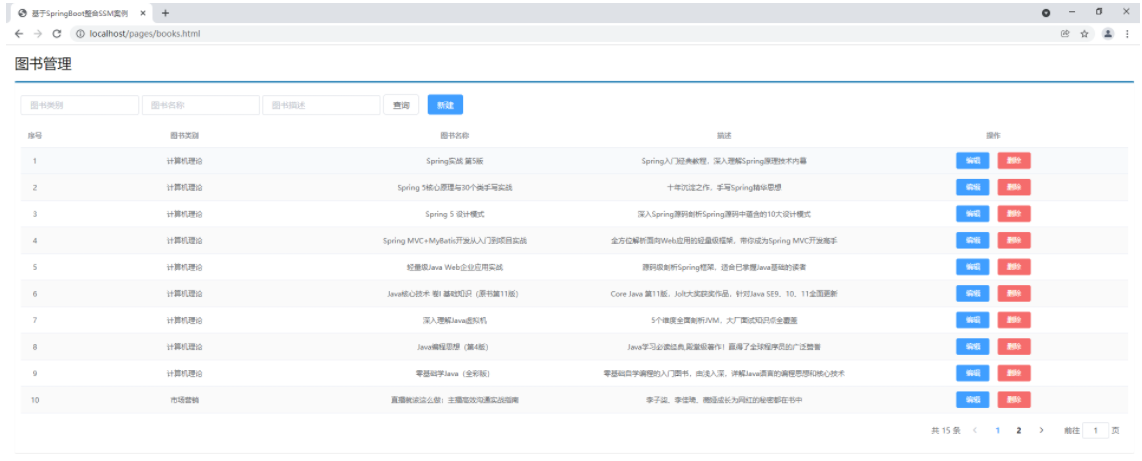 基于SpringBoot整合SSM案例
localhost/pages/books.html
图书管理
图书类别 图书名称 图书描述 查询 新建
序号 图书类别 图书名称 描述 操作
1 计算机理论 Spring实战 第5版 Spring入门经典教程，深入理解Spring原理技术内幕 编辑 删除
2 计算机理论 Spring 5核心原理与30个类手写实战 十年沉淀之作，手写Spring精华思想 编辑 删除
3 计算机理论 Spring 5 设计模式 深入Spring源码剖析Spring源码中蕴含的10大设计模式 编辑 删除
4 计算机理论 Spring MVC+MyBatis开发从入门到项目实战 全方位解析面向Web应用的轻量级框架，带你成为Spring MVC开发高手 编辑 删除
5 计算机理论 轻量级Java Web企业应用实战 源码级剖析Spring框架，适合已掌握Java基础的读者 编辑 删除
6 计算机理论 Java核心技术 卷I 基础知识（原书第11版） Core Java 第11版，Jolt大奖获奖作品，针对Java SE9、10、11全面更新 编辑 删除
7 计算机理论 深入理解Java虚拟机 5个维度全面剖析JVM，大厂面试知识点全覆盖 编辑 删除
8 计算机理论 Java编程思想（第4版） Java学习必读经典,殿堂级著作！赢得了全球程序员的广泛赞誉 编辑 删除
9 计算机理论 零基础学Java（全彩版） 零基础自学编程的入门图书，由浅入深，详解Java语言的编程思想和核心技术 编辑 删除
10 市场营销 直播就该这么做：主播高效沟通实战指南 李子柒、李佳琦、薇娅成长为网红的秘密都在书中 编辑 删除
共 15 条 1 2 前往 1 页